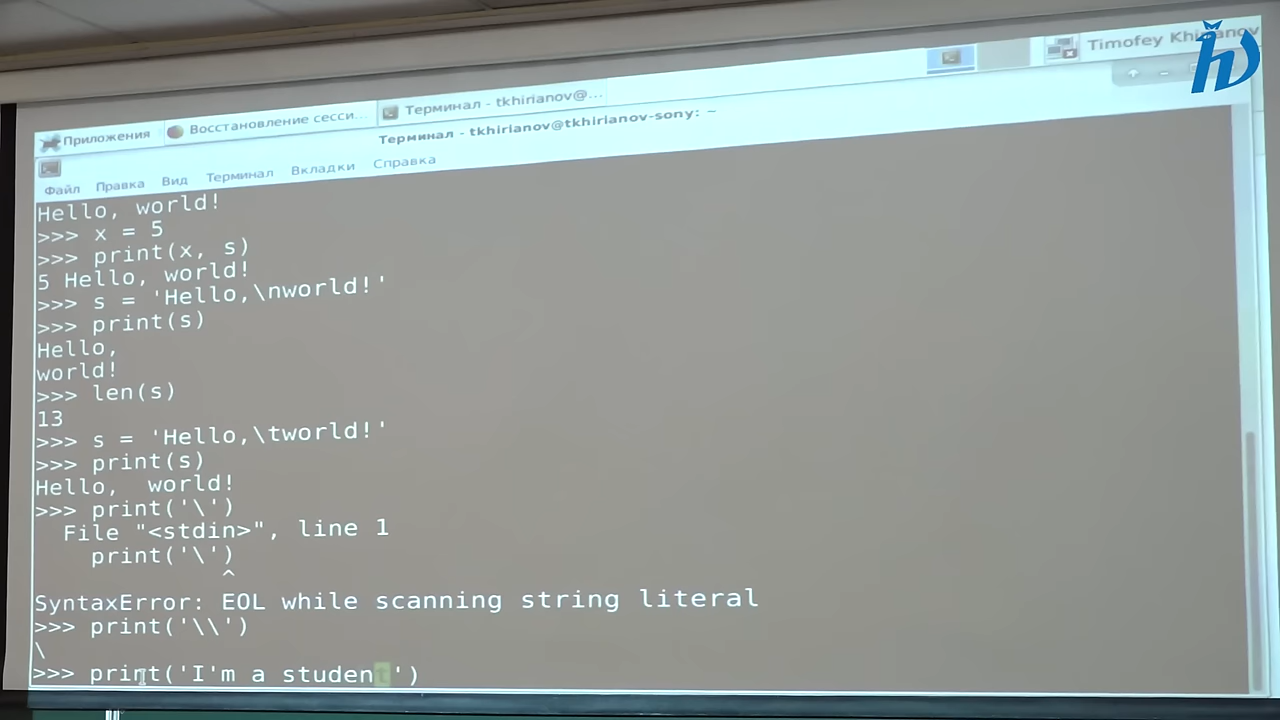 Timofey Khirianov
Приложения
Восстановление сесси...
Терминал - tkhirianov@...
Терминал - tkhirianov@tkhirianov-sony: ~
Файл Правка Вид Терминал Вкладки Справка
Hello, world!
>>> x = 5
>>> print(x, s)
5 Hello, world!
>>> s = 'Hello,\nworld!'
>>> print(s)
Hello,
world!
>>> len(s)
13
>>> s = 'Hello,\tworld!'
>>> print(s)
Hello,  world!
>>> print('\')
  File "<stdin>", line 1
    print('\')
             ^
SyntaxError: EOL while scanning string literal
>>> print('\\')
\
>>> print('I'm a student')